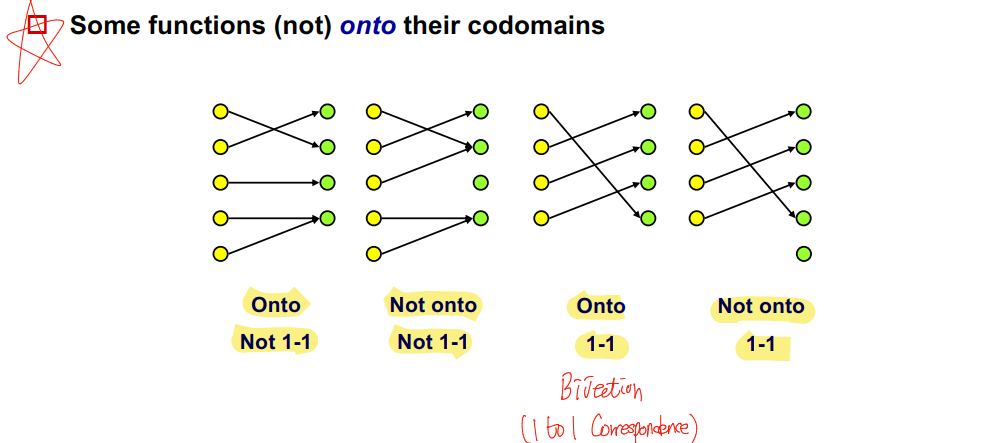 Some functions (not) onto their codomains
Onto
Not onto
Onto
Not onto
Not 1-1
Not 1-1
1-1
1-1
Bijection
(1 to 1 Correspondence)